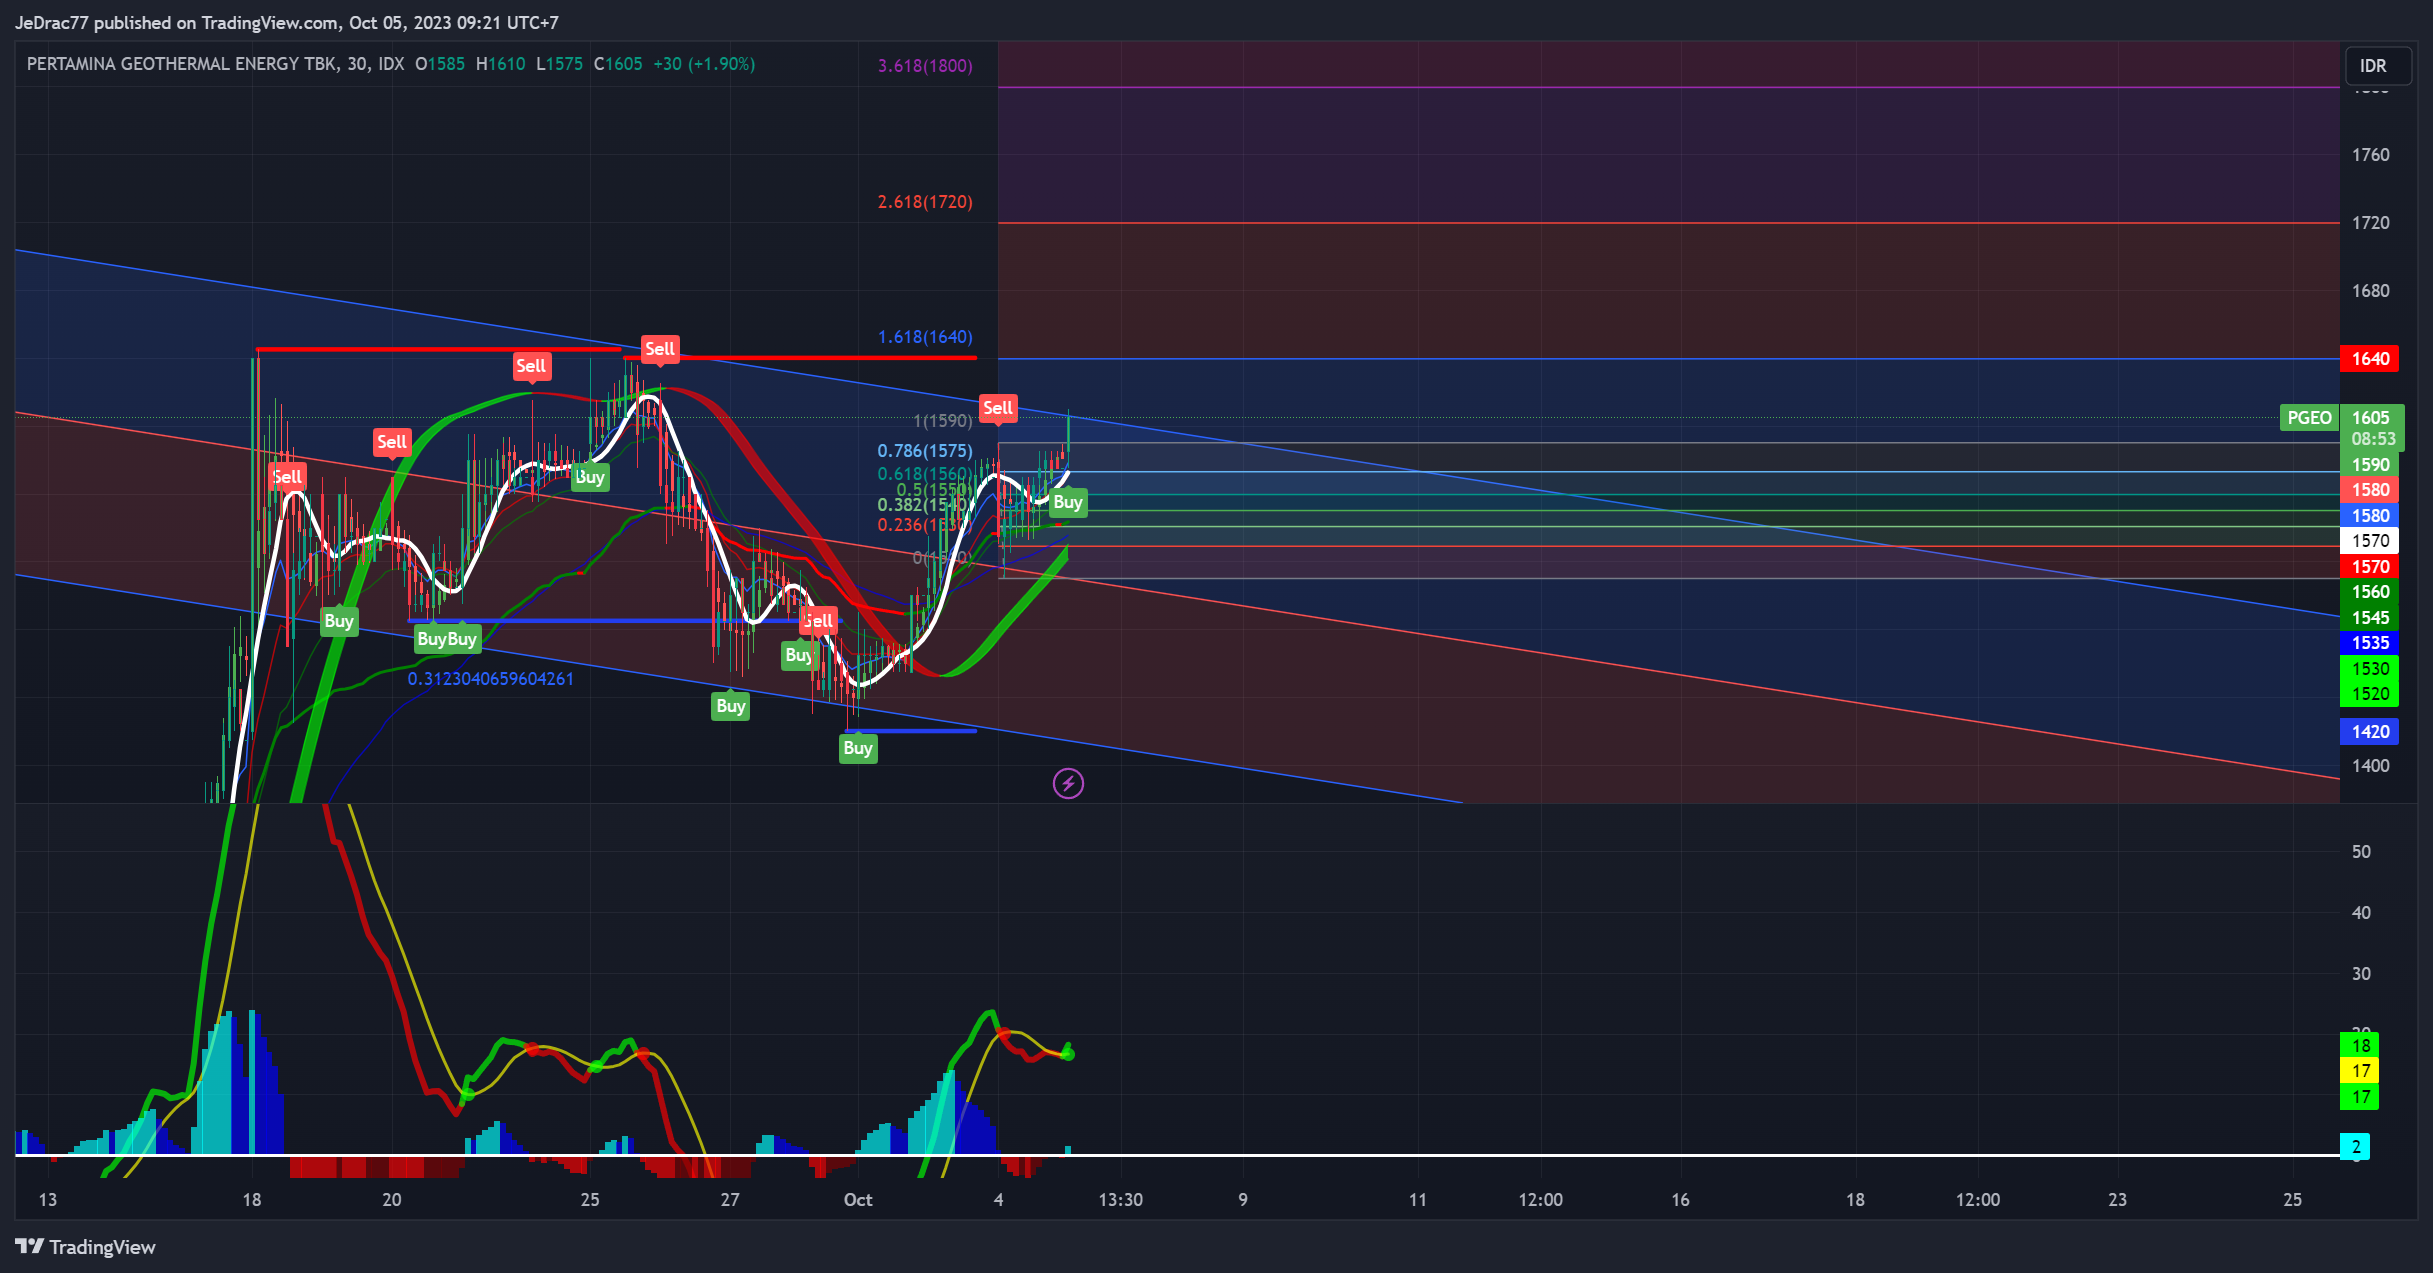 JeDrac77 published on TradingView.com, Oct 05, 2023 09:21 UTC+7
PERTAMINA GEOTHERMAL ENERGY TBK, 30, IDX O1585 H1610 L1575 C1605 +30 (+1.90%)
IDR
3.618(1800)
1760
2.618(1720)
1720
1680
1.618(1640)
1640
Sell
Sell
Sell
Sell
Sell
Sell
1(1590)
PGEO 1605
08:53
0.786(1575)
1590
0.618(1560)
0.5(1550)
1580
0.382(1540)
1580
0.236(1530)
1570
1570
1560
1545
1535
1530
1520
1420
1400
Buy
Buy
Buy
Buy
Buy
Buy
Buy
Buy
0.3123040659604261
50
40
30
18
17
17
2
13 18 20 25 27 Oct 4 13:30 9 11 12:00 16 18 12:00 23 25
TradingView